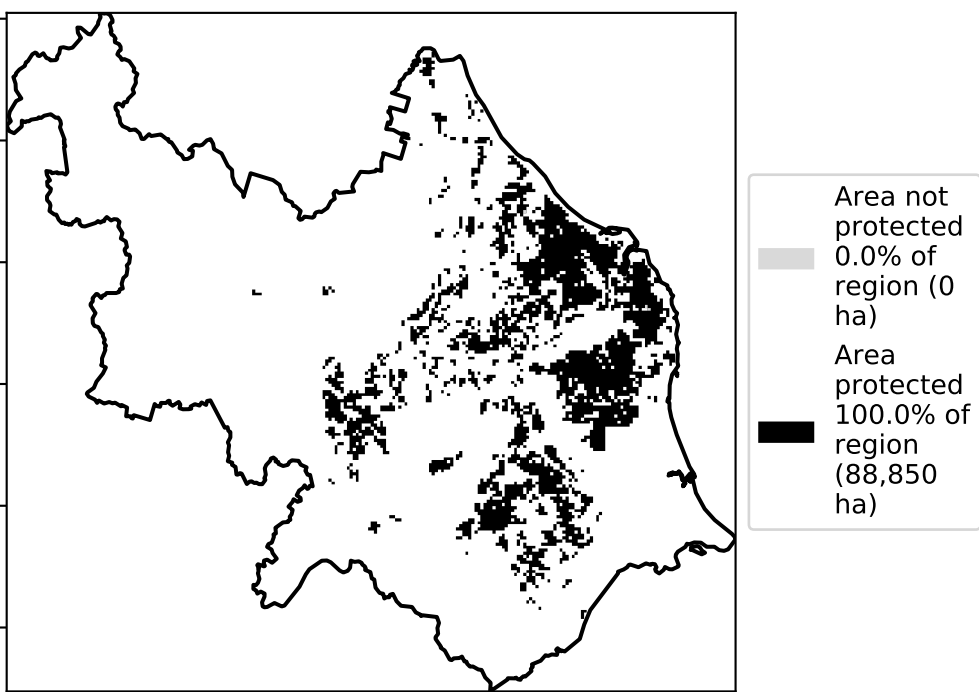 Area not
protected
0.0% of
region (0
ha)
Area
protected
100.0% of
region
(88,850
ha)